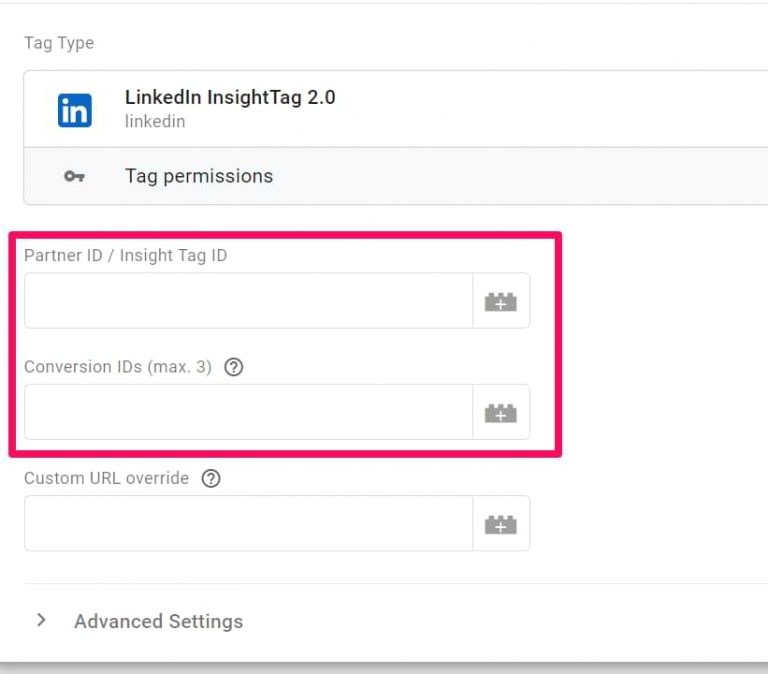 Tag Type
in
LinkedIn InsightTag 2.0
linkedin
Tag permissions
Partner ID / Insight Tag ID
Conversion IDs (max. 3) ?
Custom URL override ?
Advanced Settings